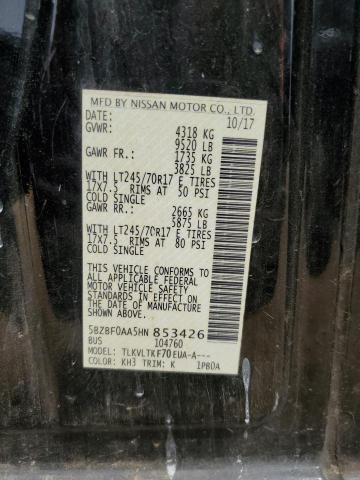 MFD BY NISSAN MOTOR CO., LTD.
DATE: 10/17
GVWR: 4318 KG
9520 LB
GAWR FR: 1735 KG
3825 LB
WITH LT245/70R17 E TIRES
17X7.5 RIMS AT 50 PSI
COLD SINGLE
GAWR RR: 2665 KG
5875 LB
WITH LT245/70R17 E TIRES
17X7.5 RIMS AT 80 PSI
COLD SINGLE
THIS VEHICLE CONFORMS TO
ALL APPLICABLE FEDERAL
MOTOR VEHICLE SAFETY
STANDARDS IN EFFECT ON
THE DATE OF MANUFACTURE
SHOWN ABOVE.
5BZBF0AA5HN 853426
BUS 104760
MODEL: TLKVLTKF70EUA-A---
COLOR: KH3 TRIM: K 1PBDA